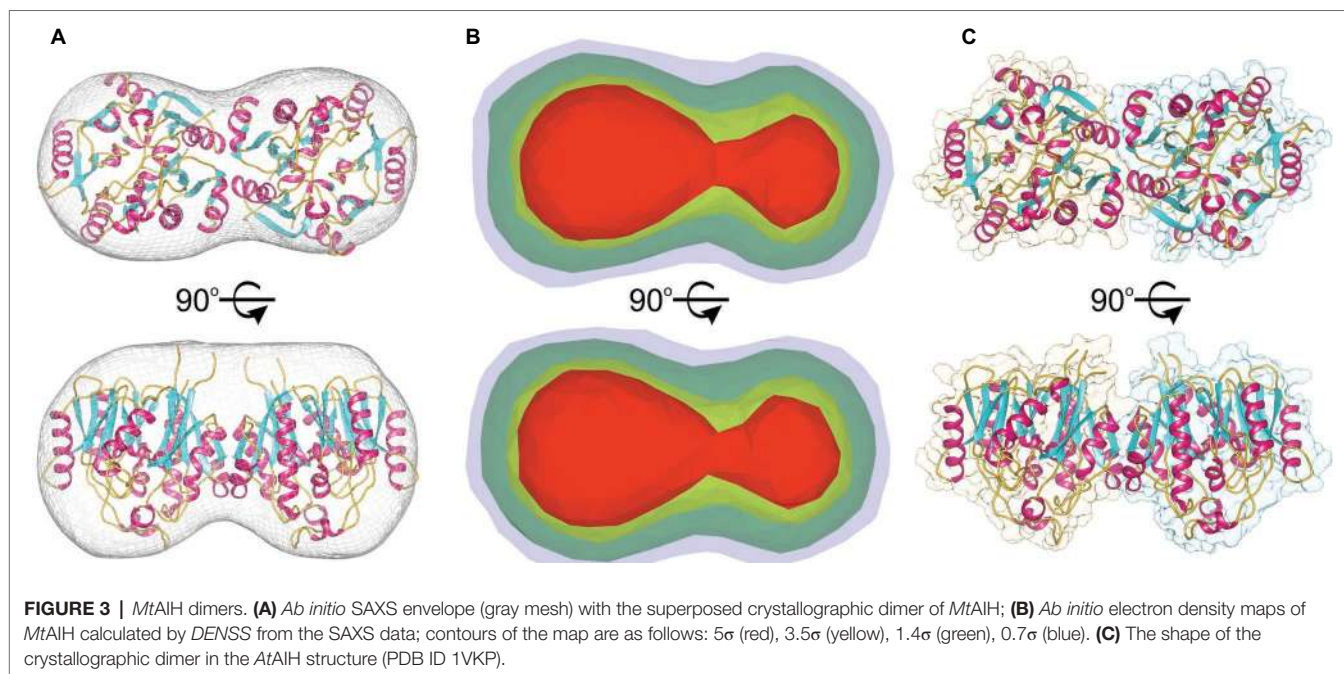 A
B
C
90°
90°
90°
FIGURE 3 | MtAIH dimers. (A) Ab initio SAXS envelope (gray mesh) with the superposed crystallographic dimer of MtAIH; (B) Ab initio electron density maps of
MtAIH calculated by DENSS from the SAXS data; contours of the map are as follows: 5σ (red), 3.5σ (yellow), 1.4σ (green), 0.7σ (blue). (C) The shape of the
crystallographic dimer in the AtAIH structure (PDB ID 1VKP).